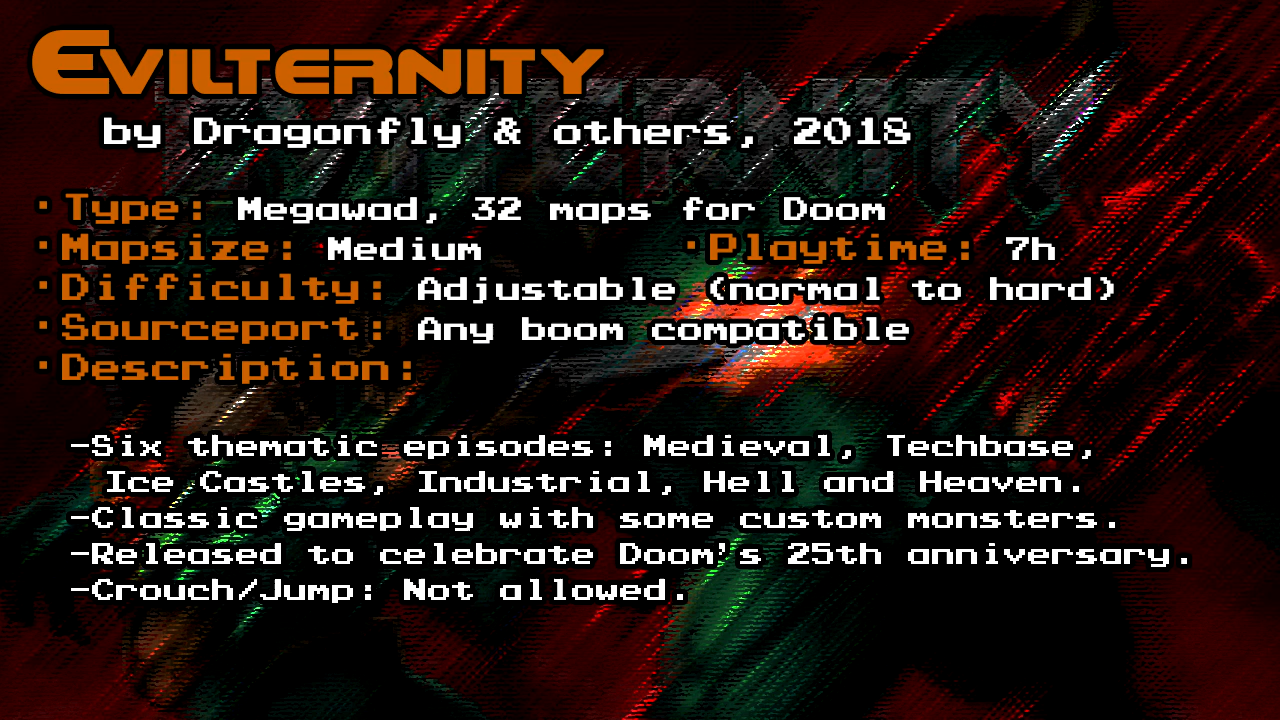 Evilternity
by Dragonfly & others, 2018
·Type: Megawad, 32 maps for Doom
·Mapsize: Medium ·Playtime: 7h
·Difficulty: Adjustable (normal to hard)
·Sourceport: Any boom compatible
·Description:
-Six thematic episodes: Medieval, Techbase,
Ice Castles, Industrial, Hell and Heaven.
-Classic gameplay with some custom monsters.
-Released to celebrate Doom's 25th anniversary.
-Crouch/Jump: Not allowed.